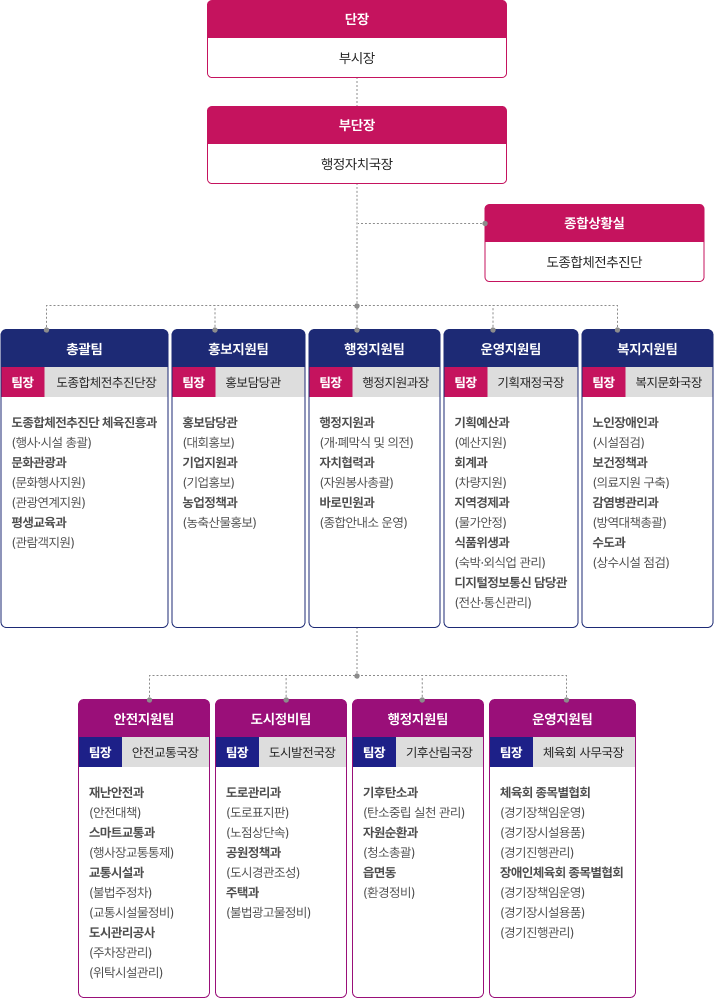 단장
부시장
부단장
행정자치국장
종합상황실
도종합체전추진단
총괄팀
팀장 도종합체전추진단장
도종합체전추진단 체육진흥과
(행사·시설 총괄)
문화관광과
(문화행사지원)
(관광연계지원)
평생교육과
(관람객지원)
홍보지원팀
팀장 홍보담당관
홍보담당관
(대회홍보)
기업지원과
(기업홍보)
농업정책과
(농축산물홍보)
행정지원팀
팀장 행정지원과장
행정지원과
(개·폐막식 및 의전)
자치협력과
(자원봉사총괄)
바로민원과
(종합안내소 운영)
운영지원팀
팀장 기획재정국장
기획예산과
(예산지원)
회계과
(차량지원)
지역경제과
(물가안정)
식품위생과
(숙박·외식업 관리)
디지털정보통신 담당관
(전산·통신관리)
복지지원팀
팀장 복지문화국장
노인장애인과
(시설점검)
보건정책과
(의료지원 구축)
감염병관리과
(방역대책총괄)
수도과
(상수시설 점검)
안전지원팀
팀장 안전교통국장
재난안전과
(안전대책)
스마트교통과
(행사장교통통제)
교통시설과
(불법주정차)
(교통시설물정비)
도시관리공사
(주차장관리)
(위탁시설관리)
도시정비팀
팀장 도시발전국장
도로관리과
(도로표지판)
(노점상단속)
공원정책과
(도시경관조성)
주택과
(불법광고물정비)
행정지원팀
팀장 기후산림국장
기후탄소과
(탄소중립 실천 관리)
자원순환과
(청소총괄)
읍면동
(환경정비)
운영지원팀
팀장 체육회 사무국장
체육회 종목별협회
(경기장책임운영)
(경기장시설용품)
(경기진행관리)
장애인체육회 종목별협회
(경기장책임운영)
(경기장시설용품)
(경기진행관리)